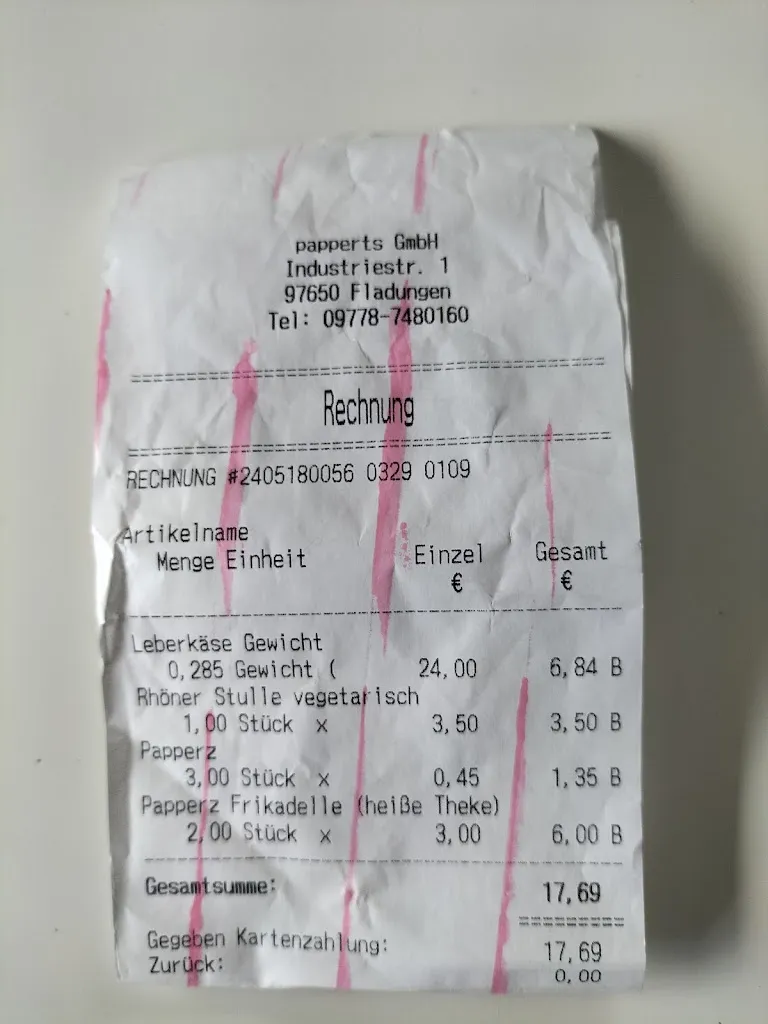 papperts GmbH
Industriestr. 1
97650 Fladungen
Tel: 09778-7480160
Rechnung
RECHNUNG #2405180056 0329 0109
Artikelname
Menge Einheit Einzel Gesamt
€ €
Leberkäse Gewicht
0,285 Gewicht ( 24,00 6,84 B
Rhöner Stulle vegetarisch
1,00 Stück x 3,50 3,50 B
Papperz
3,00 Stück x 0,45 1,35 B
Papperz Frikadelle (heiße Theke)
2,00 Stück x 3,00 6,00 B
Gesamtsumme: 17,69
Gegeben Kartenzahlung: 17,69
Zurück: 0,00